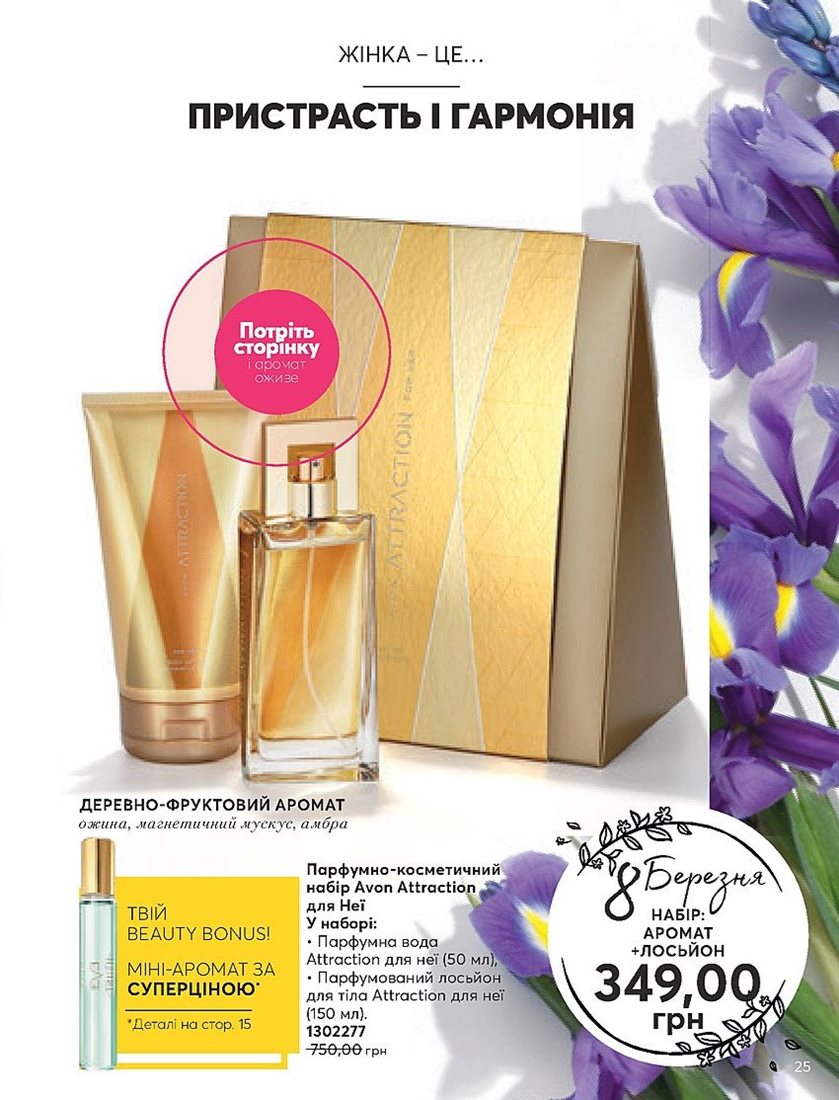 ЖІНКА – ЦЕ...
ПРИСТРАСТЬ І ГАРМОНІЯ
Потріть
сторінку
і аромат
оживе
ATTRACTION
ATTRACTION FOR HER
ДЕРЕВНО-ФРУКТОВИЙ АРОМАТ
ожина, магнетичний мускус, амбра
ТВІЙ
BEAUTY BONUS!
МІНІ-АРОМАТ ЗА
СУПЕРЦІНОЮ*
*Деталі на стор. 15
Парфумно-косметичний
набір Avon Attraction
для Неї
У наборі:
• Парфумна вода
Attraction для неї (50 мл),
• Парфумований лосьйон
для тіла Attraction для неї
(150 мл).
1302277
750,00 грн
8 Березня
НАБІР:
АРОМАТ
+ЛОСЬЙОН
349,00
грн
25